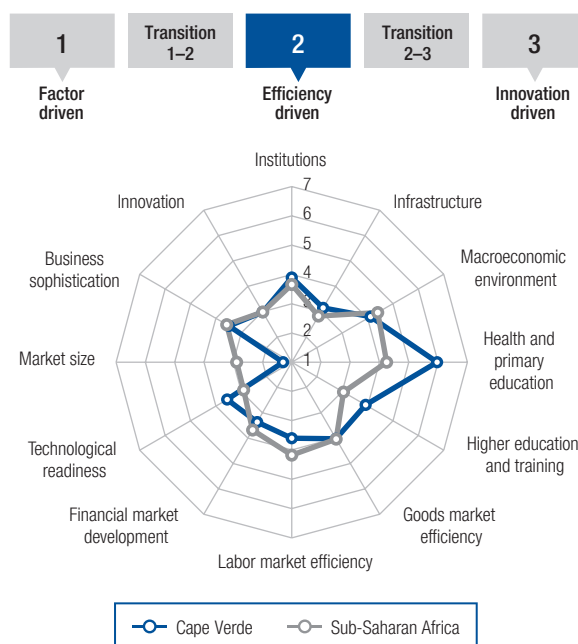 1
Transition
1–2
2
Transition
2–3
3
Factor
driven
Efficiency
driven
Innovation
driven
Institutions
Infrastructure
Macroeconomic
environment
Health and
primary
education
Higher education
and training
Goods market
efficiency
Labor market efficiency
Financial market
development
Technological
readiness
Market size
Business
sophistication
Innovation
7
6
5
4
3
2
1
Cape Verde
Sub-Saharan Africa